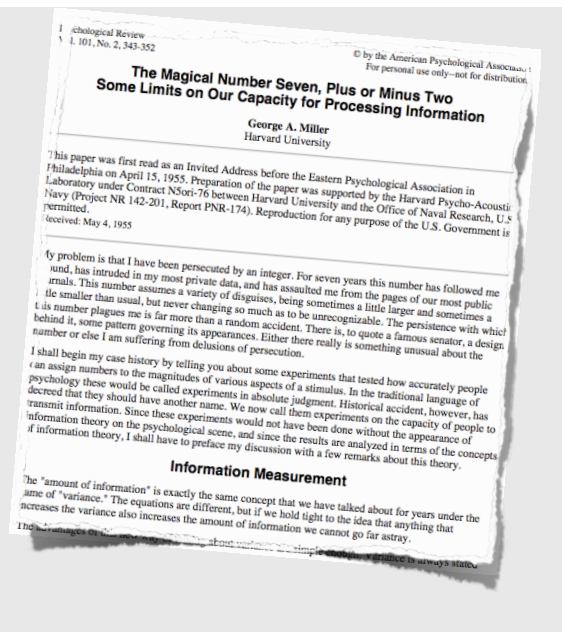 chological Review
l. 101, No. 2, 343-352
© by the American Psychological
For personal use only--not for distribution
The Magical Number Seven, Plus or Minus Two
Some Limits on Our Capacity for Processing Information
George A. Miller
Harvard University
This paper was first read as an Invited Address before the Eastern Psychological Association in
Philadelphia on April 15, 1955. Preparation of the paper was supported by the Harvard Psycho-Acoustic
Laboratory under Contract N5ori-76 between Harvard University and the Office of Naval Research, U.S
Navy (Project NR 142-201, Report PNR-174). Reproduction for any purpose of the U.S. Government is
permitted.
Received: May 4, 1955
My problem is that I have been persecuted by an integer. For seven years this number has followed me
ound, has intruded in my most private data, and has assaulted me from the pages of our most public
urnals. This number assumes a variety of disguises, being sometimes a little larger and sometimes a
tle smaller than usual, but never changing so much as to be unrecognizable. The persistence with which
this number plagues me is far more than a random accident. There is, to quote a famous senator, a design
behind it, some pattern governing its appearances. Either there really is something unusual about the
number or else I am suffering from delusions of persecution.
I shall begin my case history by telling you about some experiments that tested how accurately people
can assign numbers to the magnitudes of various aspects of a stimulus. In the traditional language of
psychology these would be called experiments in absolute judgment. Historical accident, however, has
decreed that they should have another name. We now call them experiments on the capacity of people to
transmit information. Since these experiments would not have been done without the appearance of
information theory on the psychological scene, and since the results are analyzed in terms of the concepts
of information theory, I shall have to preface my discussion with a few remarks about this theory.
Information Measurement
The "amount of information" is exactly the same concept that we have talked about for years under the
name of "variance." The equations are different, but if we hold tight to the idea that anything that
increases the variance also increases the amount of information we cannot go far astray.
The advantages of this about simple enough. Variance is always stated